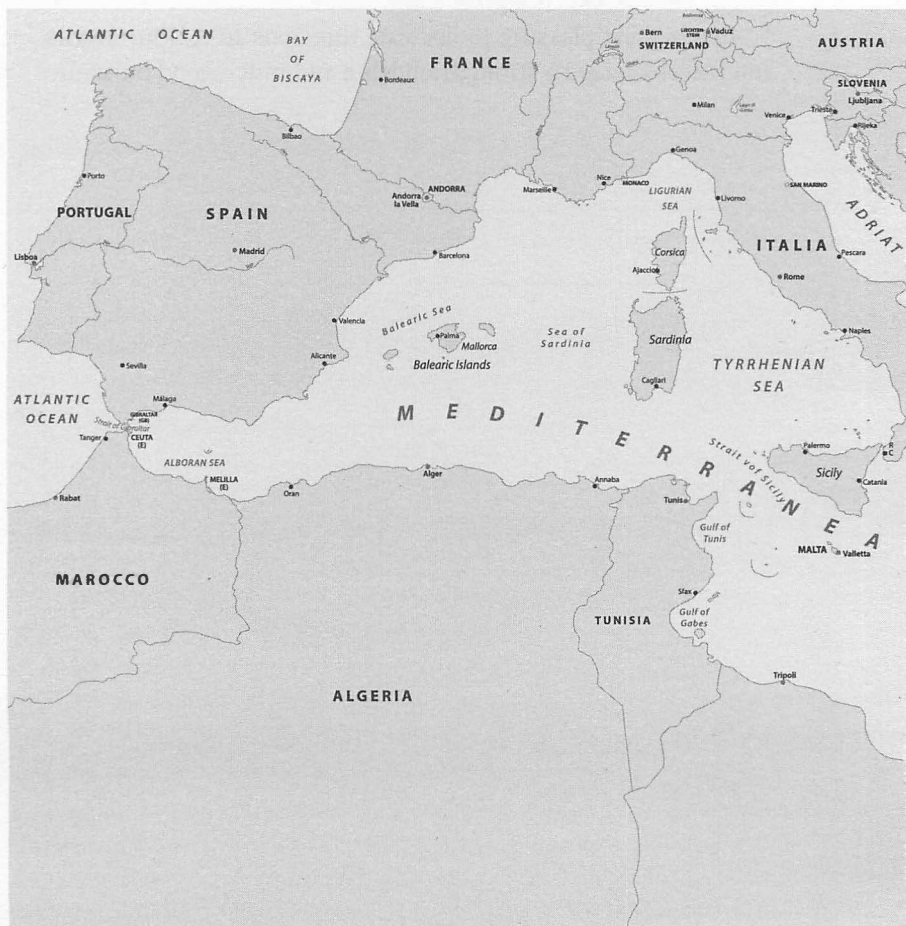 ATLANTIC OCEAN
BAY
OF
BISCAYA
FRANCE
Bordeaux
Bern
SWITZERLAND
LIECHTEN-
STEIN
Vaduz
AUSTRIA
SLOVENIA
Ljubljana
Milan
Venice
Trieste
Rijeka
Bilbao
Genoa
Porto
ANDORRA
Andorra
la Vella
Marseille
Nice
MONACO
LIGURIAN
SEA
SAN MARINO
Livorno
PORTUGAL
SPAIN
ADRIAT
ITALIA
Madrid
Barcelona
Corsica
Pescara
Lisboa
Ajaccio
Rome
Balearic Sea
Valencia
Palma
Mallorca
Sea of
Sardinia
Sardinia
Naples
Sevilla
Alicante
Balearic Islands
TYRRHENIAN
SEA
Cagliari
ATLANTIC
OCEAN
Málaga
GIBRALTAR
(GB)
Strait of Gibraltar
MEDITERRANEA
Tanger
CEUTA
(E)
ALBORAN SEA
Strait vof Sicily
Palermo
R
C
Alger
Sicily
MELILLA
(E)
Oran
Annaba
Catania
Rabat
Tunis
Gulf of
Tunis
MALTA
Valletta
MAROCCO
Sfax
Gulf of
Gabes
TUNISIA
Tripoli
ALGERIA